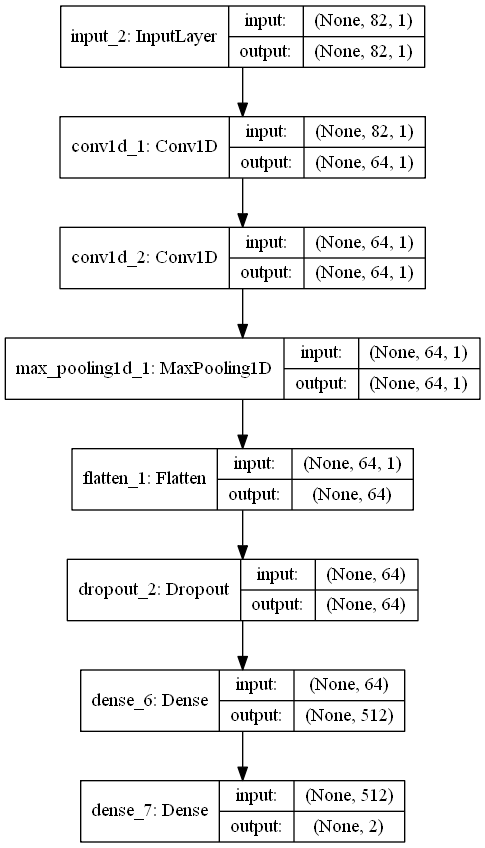 input_2: InputLayer input: (None, 82, 1)
output: (None, 82, 1)
conv1d_1: Conv1D input: (None, 82, 1)
output: (None, 64, 1)
conv1d_2: Conv1D input: (None, 64, 1)
output: (None, 64, 1)
max_pooling1d_1: MaxPooling1D input: (None, 64, 1)
output: (None, 64, 1)
flatten_1: Flatten input: (None, 64, 1)
output: (None, 64)
dropout_2: Dropout input: (None, 64)
output: (None, 64)
dense_6: Dense input: (None, 64)
output: (None, 512)
dense_7: Dense input: (None, 512)
output: (None, 2)